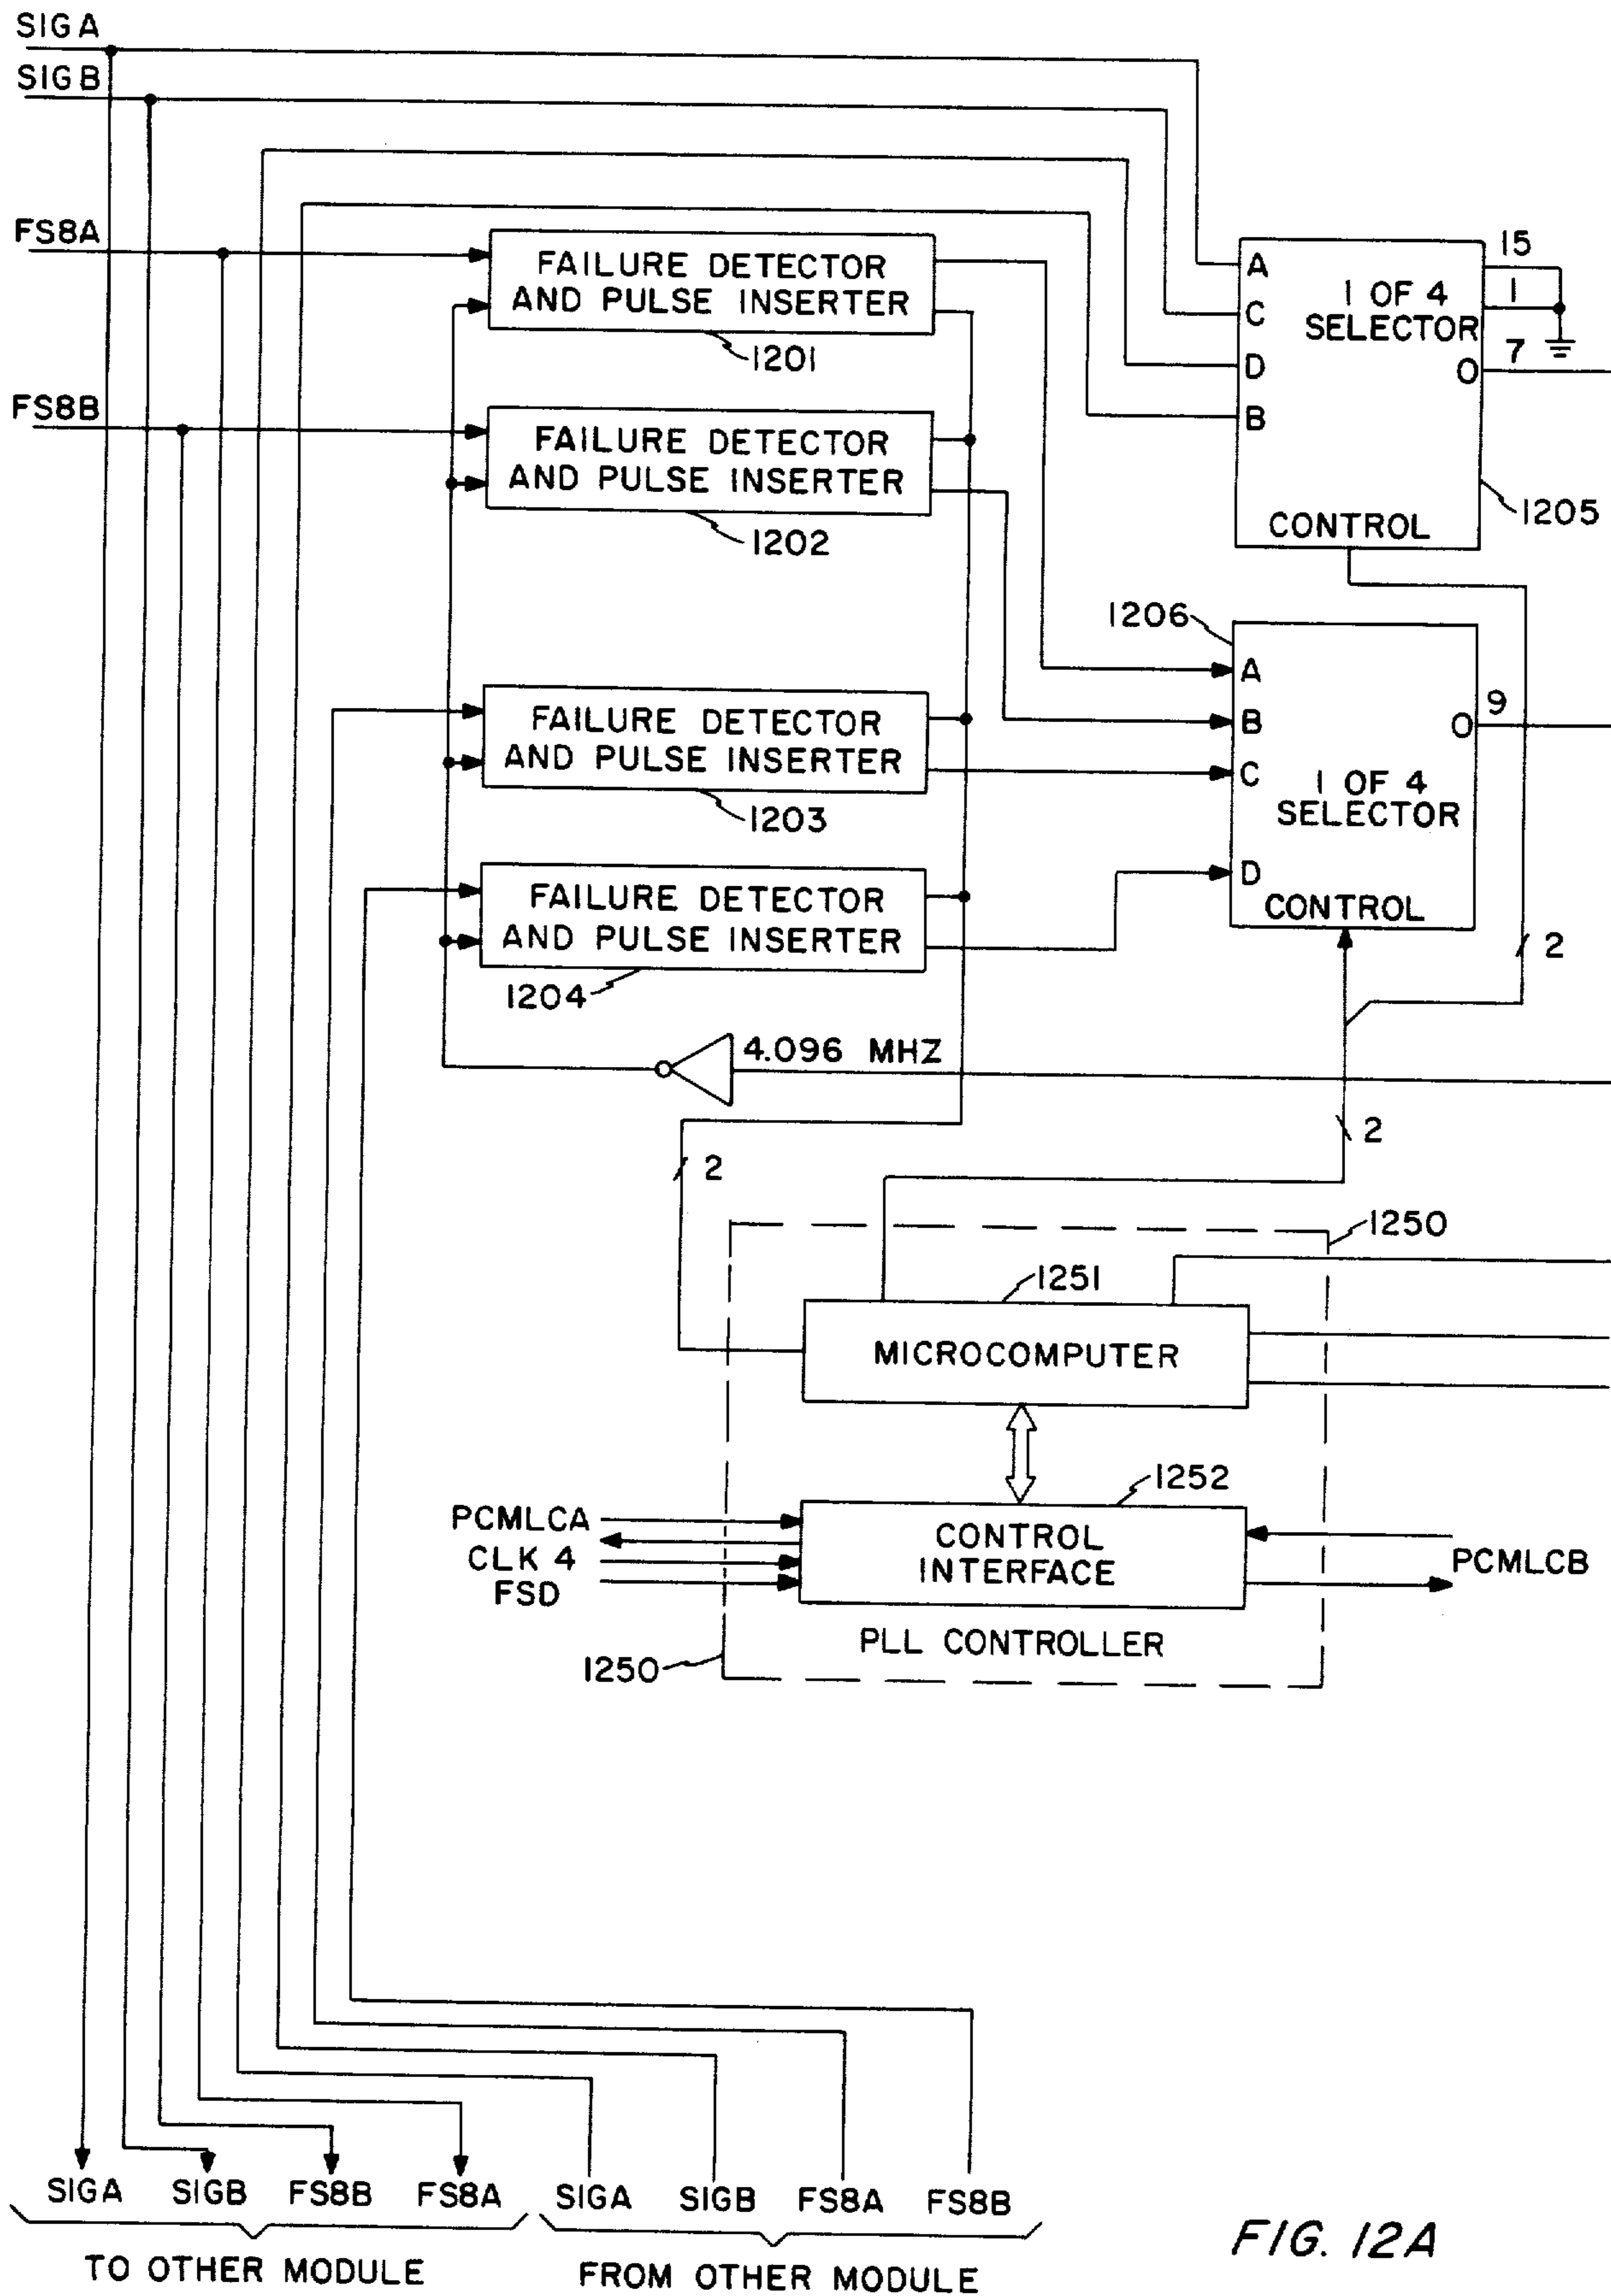 SIGA
SIGB
FS8A
FS8B
FAILURE DETECTOR
AND PULSE INSERTER
1201
FAILURE DETECTOR
AND PULSE INSERTER
1202
FAILURE DETECTOR
AND PULSE INSERTER
1203
FAILURE DETECTOR
AND PULSE INSERTER
1204
A
C
D
B
1 OF 4
SELECTOR
O
CONTROL
15
1
7
1205
1206
A
B
C
D
O
9
1 OF 4
SELECTOR
CONTROL
2
4.096 MHZ
2
2
1250
1251
MICROCOMPUTER
1252
PCMLCA
CLK 4
FSD
CONTROL
INTERFACE
PCMLCB
PLL CONTROLLER
1250
SIGA SIGB FS8B FS8A SIGA SIGB FS8A FS8B
TO OTHER MODULE FROM OTHER MODULE
FIG. 12A